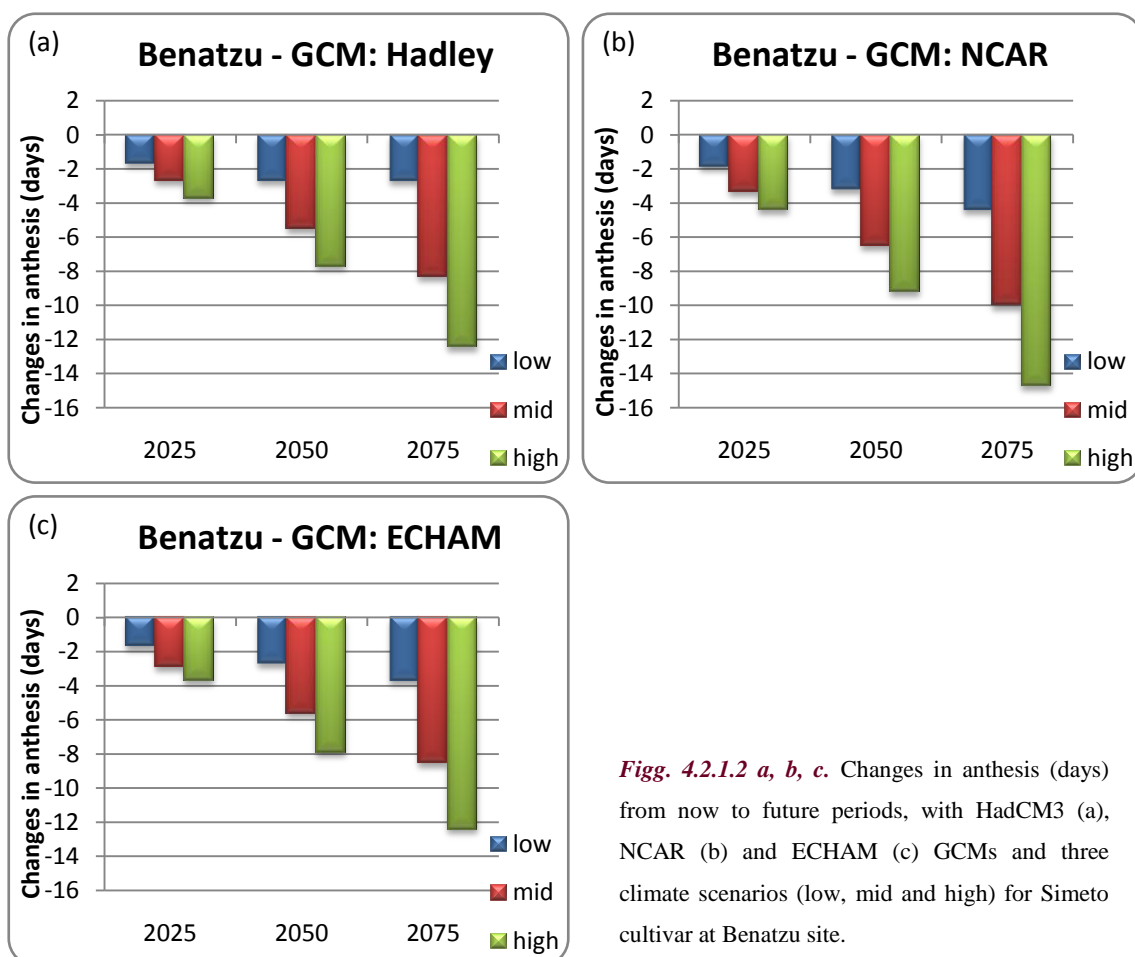 (a)
Benatzu - GCM: Hadley
Changes in anthesis (days)
2
0
-2
-4
-6
-8
-10
-12
-14
-16
2025 2050 2075
low
mid
high
(b)
Benatzu - GCM: NCAR
Changes in anthesis (days)
2
0
-2
-4
-6
-8
-10
-12
-14
-16
2025 2050 2075
low
mid
high
(c)
Benatzu - GCM: ECHAM
Changes in anthesis (days)
2
0
-2
-4
-6
-8
-10
-12
-14
-16
2025 2050 2075
low
mid
high
Figg. 4.2.1.2 a, b, c. Changes in anthesis (days)
from now to future periods, with HadCM3 (a),
NCAR (b) and ECHAM (c) GCMs and three
climate scenarios (low, mid and high) for Simeto
cultivar at Benatzu site.